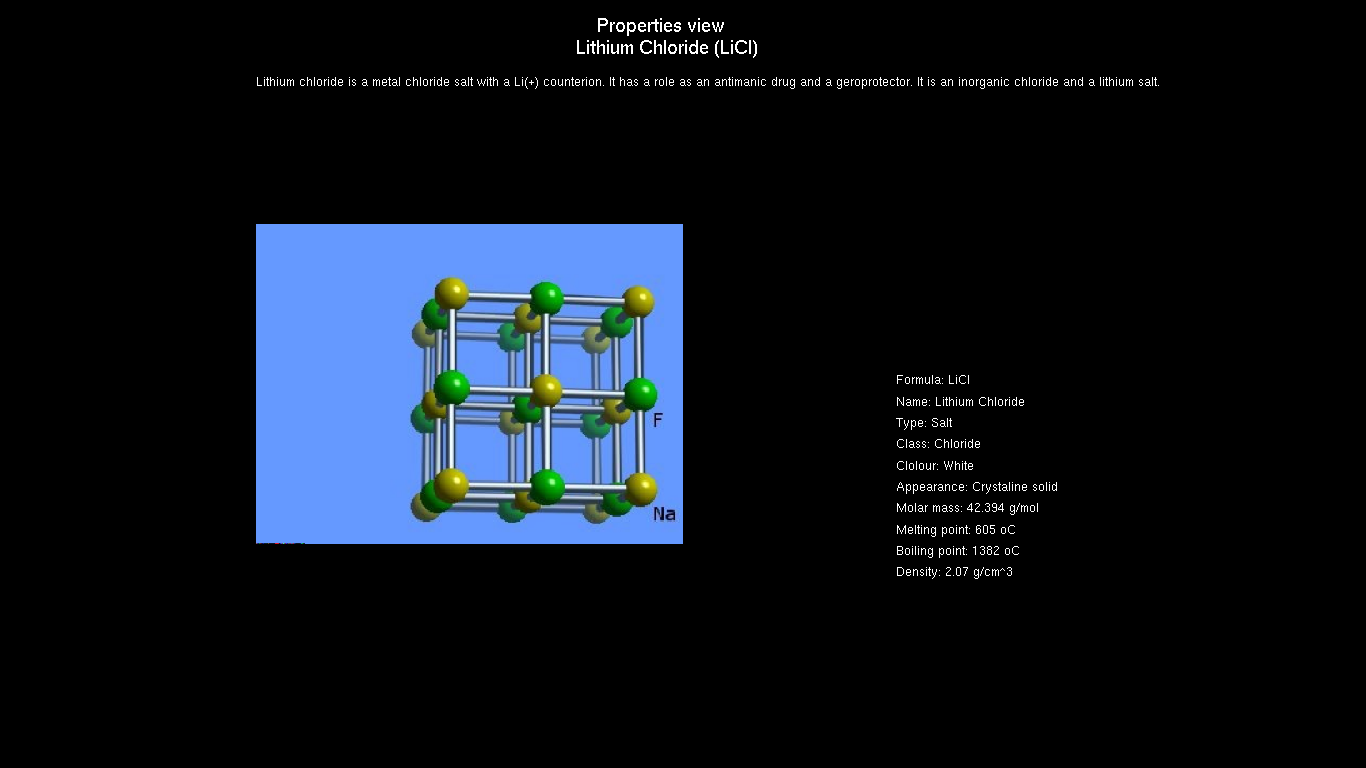 Properties view
Lithium Chloride (LiCl)
Lithium chloride is a metal chloride salt with a Li(+) counterion. It has a role as an antimanic drug and a geroprotector. It is an inorganic chloride and a lithium salt.
F
Na
Formula: LiCl
Name: Lithium Chloride
Type: Salt
Class: Chloride
Clolour: White
Appearance: Crystaline solid
Molar mass: 42.394 g/mol
Melting point: 605 oC
Boiling point: 1382 oC
Density: 2.07 g/cm^3